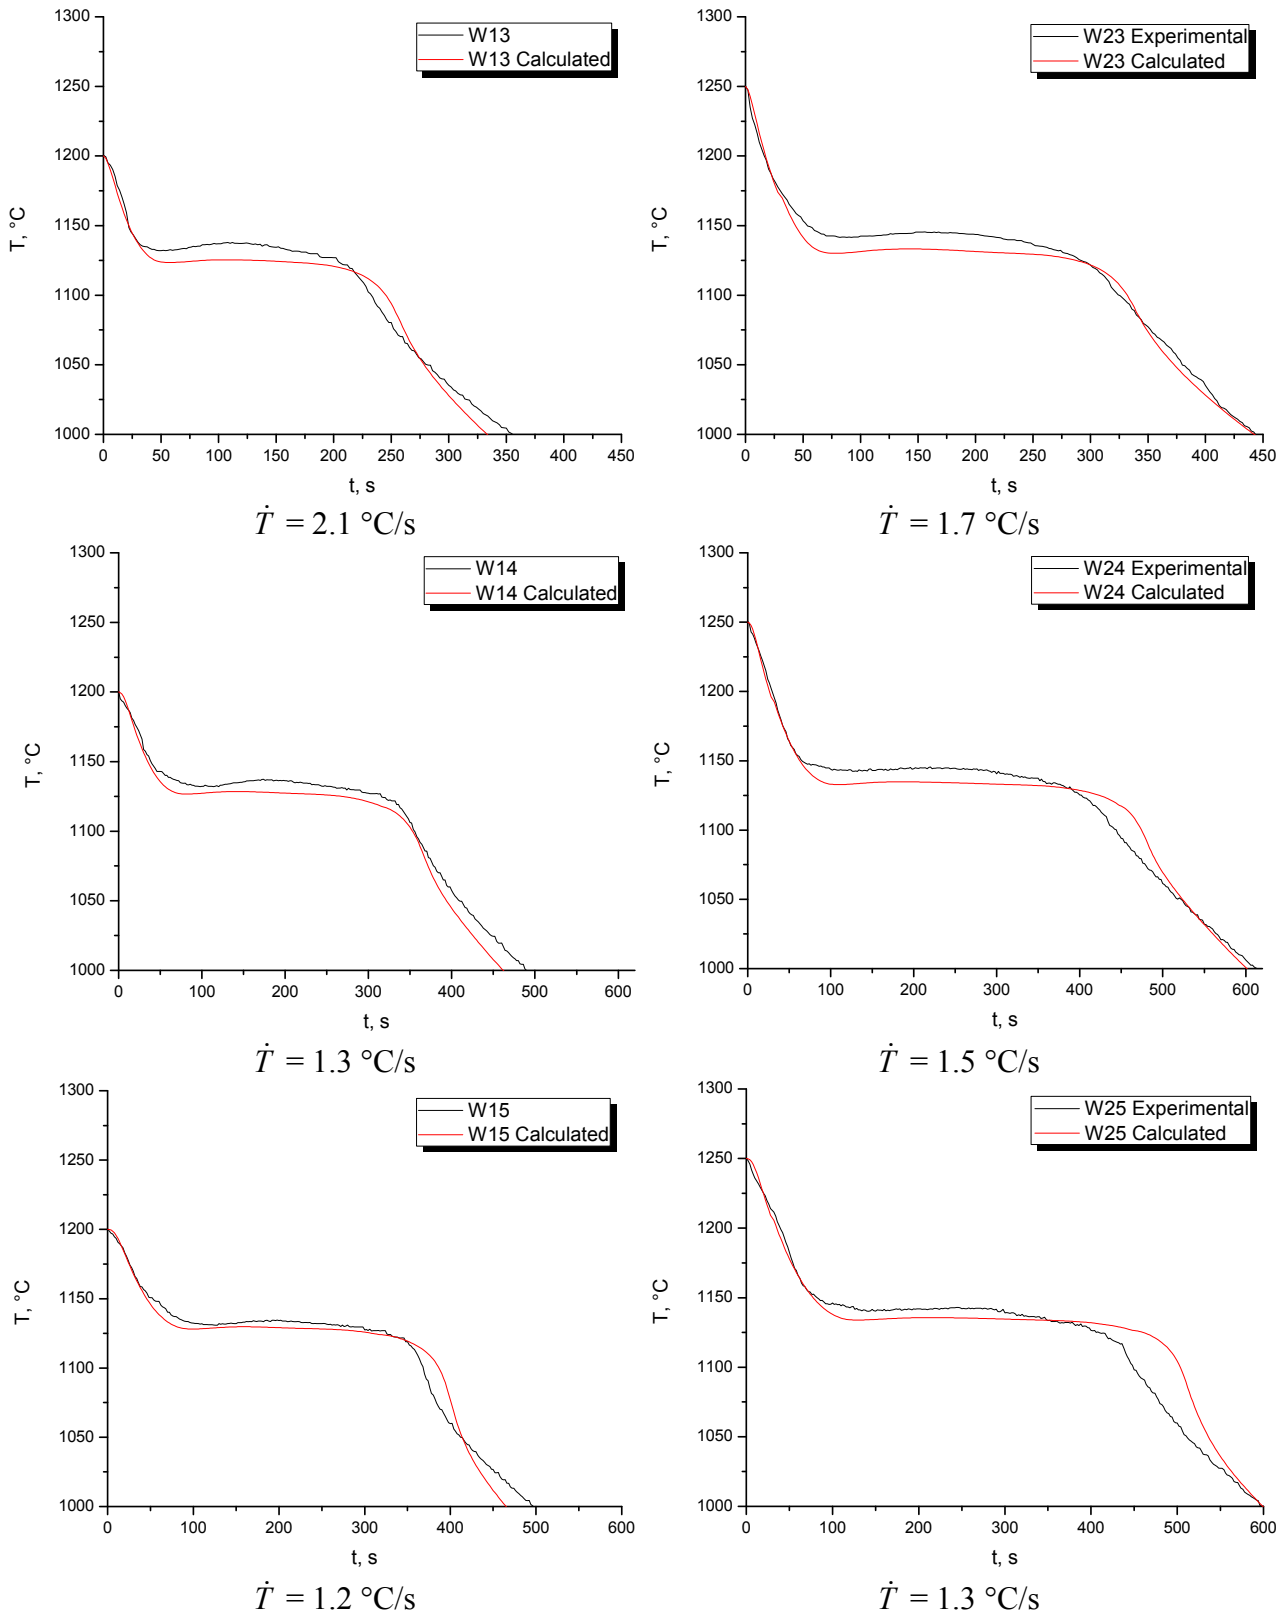 1300
1250
1200
1150
1100
1050
1000
T, °C
W13
W13 Calculated
0 50 100 150 200 250 300 350 400 450
t, s
Ṫ = 2.1 °C/s
1300
1250
1200
1150
1100
1050
1000
T, °C
W23 Experimental
W23 Calculated
0 50 100 150 200 250 300 350 400 450
t, s
Ṫ = 1.7 °C/s
1300
1250
1200
1150
1100
1050
1000
T, °C
W14
W14 Calculated
0 100 200 300 400 500 600
t, s
Ṫ = 1.3 °C/s
1300
1250
1200
1150
1100
1050
1000
T, °C
W24 Experimental
W24 Calculated
0 100 200 300 400 500 600
t, s
Ṫ = 1.5 °C/s
1300
1250
1200
1150
1100
1050
1000
T, °C
W15
W15 Calculated
0 100 200 300 400 500 600
t, s
Ṫ = 1.2 °C/s
1300
1250
1200
1150
1100
1050
1000
T, °C
W25 Experimental
W25 Calculated
0 100 200 300 400 500 600
t, s
Ṫ = 1.3 °C/s